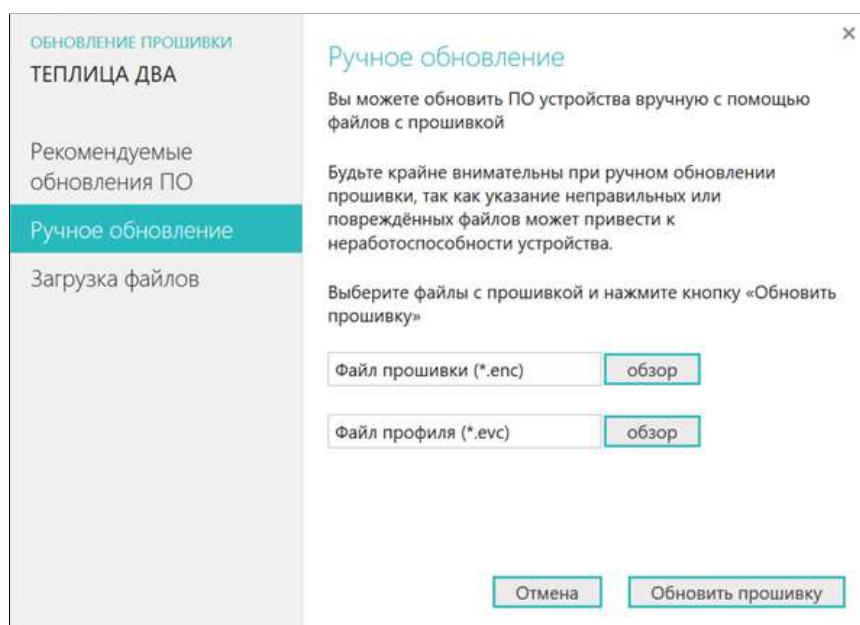 ОБНОВЛЕНИЕ ПРОШИВКИ
ТЕПЛИЦА ДВА
Рекомендуемые
обновления ПО
Ручное обновление
Загрузка файлов
Ручное обновление
Вы можете обновить ПО устройства вручную с помощью
файлов с прошивкой
Будьте крайне внимательны при ручном обновлении
прошивки, так как указание неправильных или
повреждённых файлов может привести к
неработоспособности устройства.
Выберите файлы с прошивкой и нажмите кнопку «Обновить
прошивку»
Файл прошивки (*.enc) обзор
Файл профиля (*.evc) обзор
Отмена Обновить прошивку